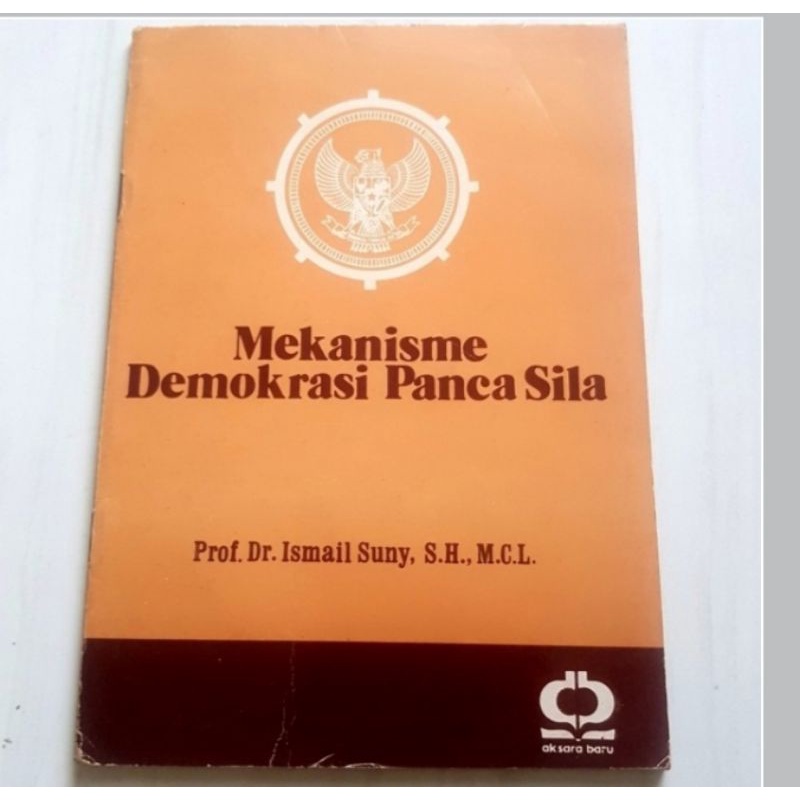 Mekanisme
Demokrasi Panca Sila
Prof. Dr. Ismail Suny, S.H., M.C.L.
aksara baru